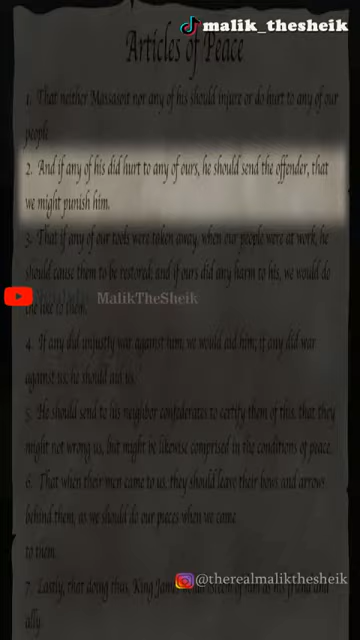 malik_thesheik
Articles of Peace
1. That neither Massasoit nor any of his should injure or do hurt to any of our
people
2. And if any of his did hurt to any of ours, he should send the offender, that
we might punish him.
3. That if any of our tools were taken away, when our people were at work, he
should cause them to be restored; and if ours did any harm to his, we would do
MalikTheSheik
the like to them.
4. If any did unjustly war against him; we would aid him; if any did war
against us; he should aid us.
5. He should send to his neighbor confederates to certify them of this, that they
might not wrong us, but might be likewise comprised in the conditions of peace.
6. That when their men came to us, they should leave their bows and arrows
behind them, as we should do our pieces when we came
to them.
@therealmalikthesheik
7. Lastly, that doing thus, King James would esteem of him as his friend and
ally.